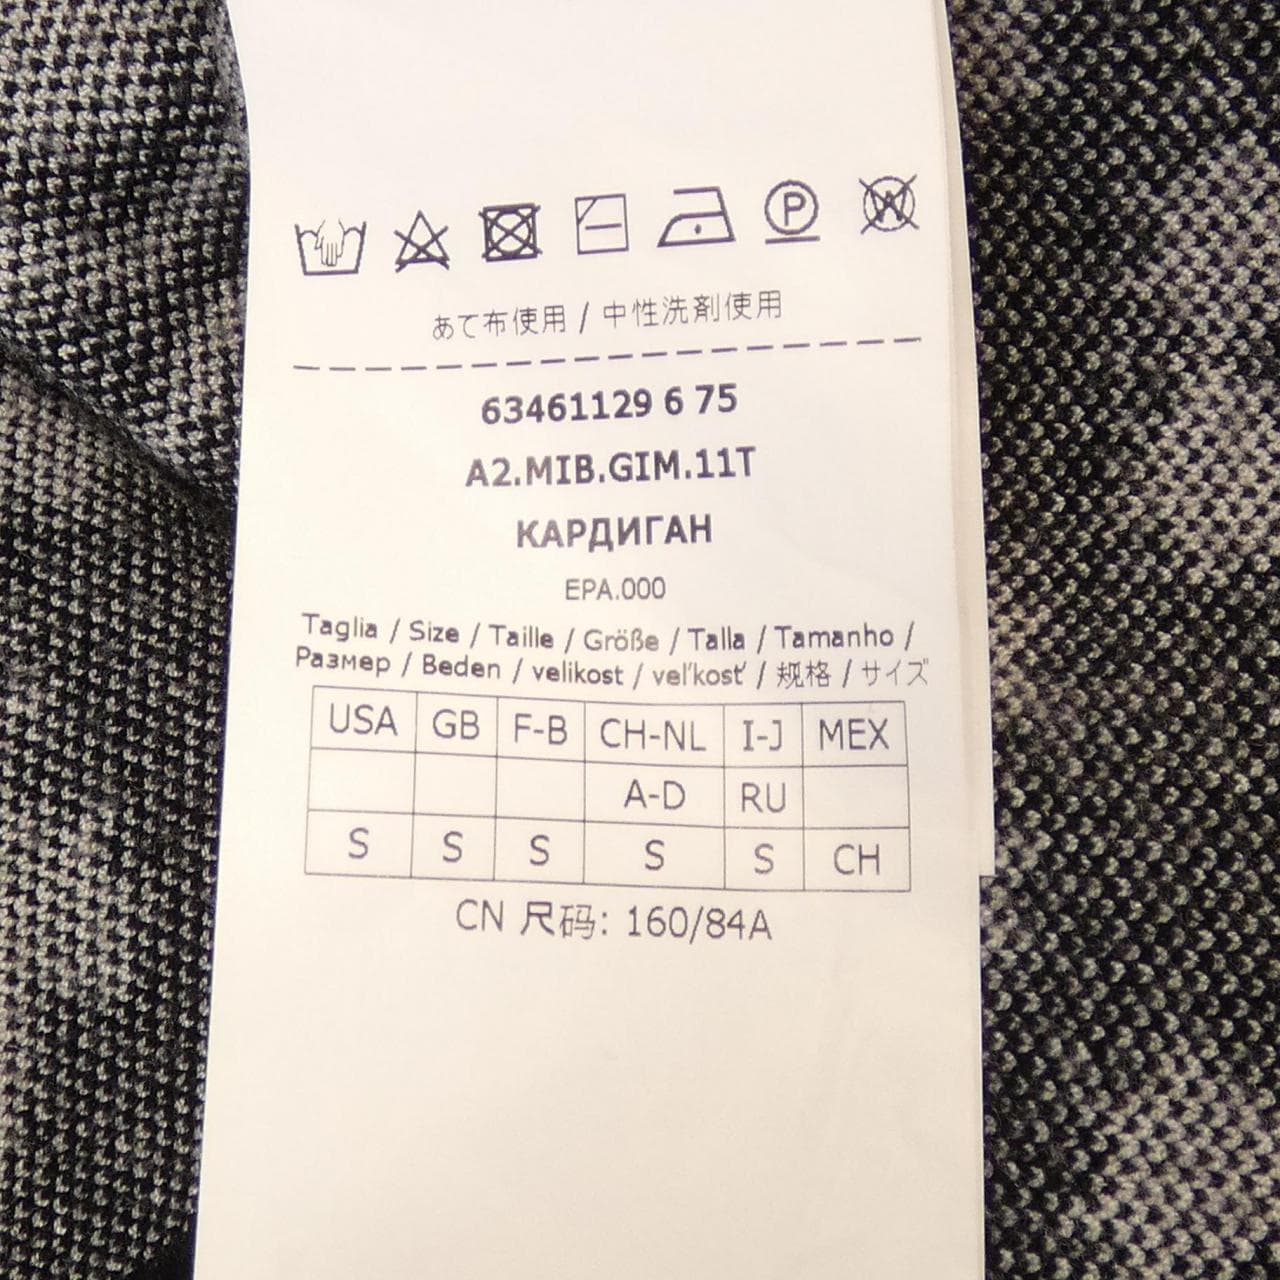 P W
あて布使用 / 中性洗剤使用
63461129 6 75
A2.MIB.GIM.11T
КАРДИГАН
EPA.000
Taglia / Size / Taille / Größe / Talla / Tamanho /
Размер / Beden / velikost / veľkosť / 规格 / サイズ
USA GB F-B CH-NL I-J MEX
A-D RU
S S S S S CH
CN 尺码: 160/84A